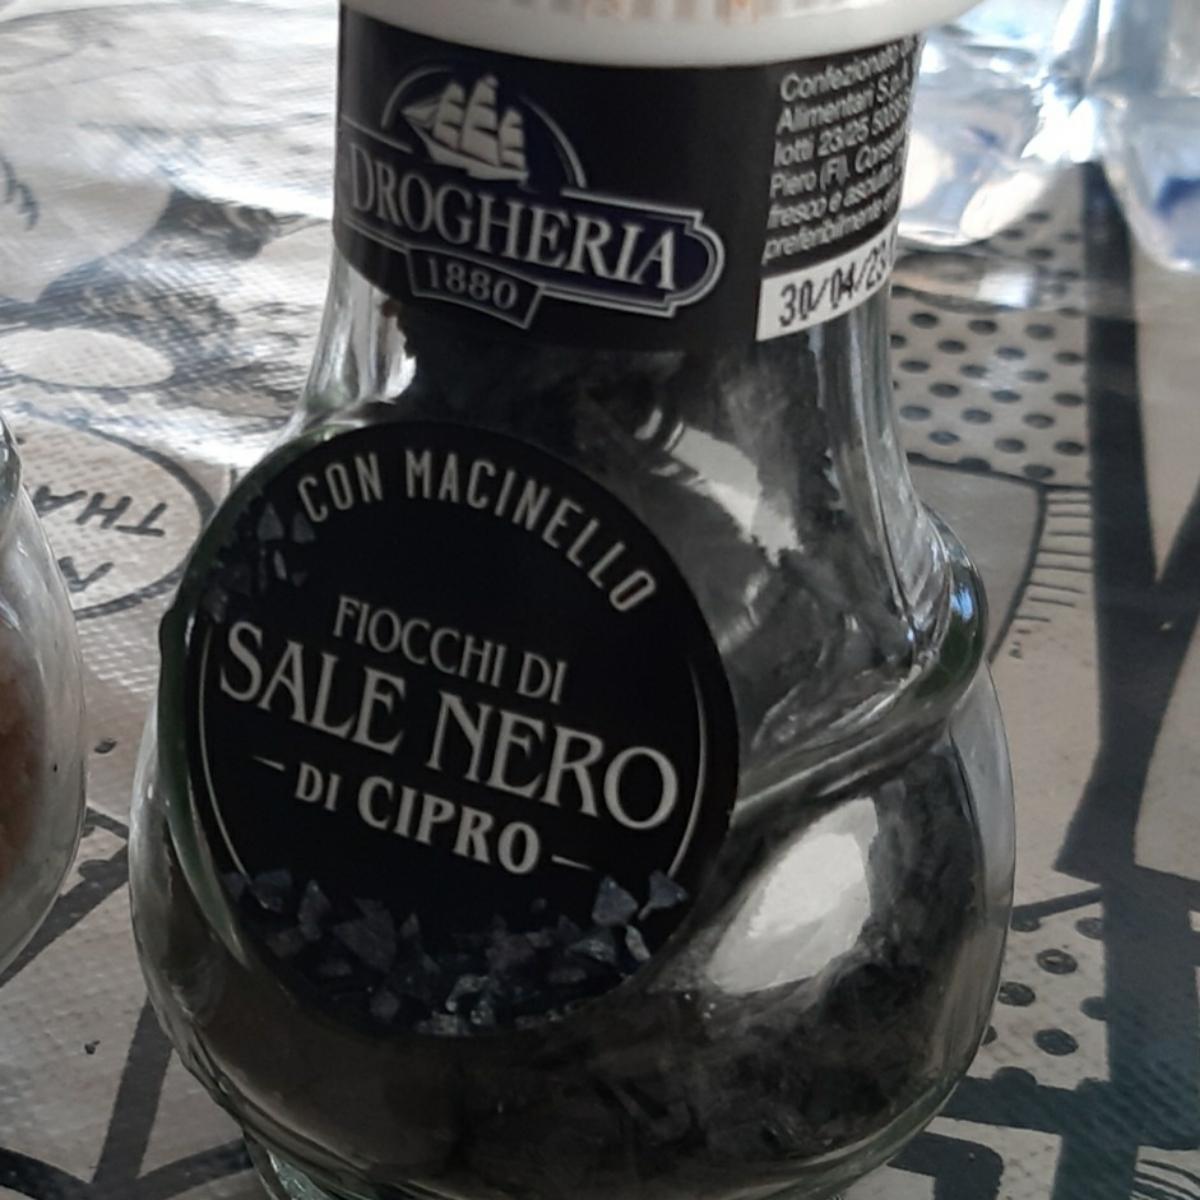 DROGHERIA
1880
Confezionato
Alimentari S.p.A.
lotti 23/25
Piero (FI).
fresco e asciutto
preferibilmente
30/04/23
CON MACINELLO
FIOCCHI DI
SALE NERO
- DI CIPRO -
THA